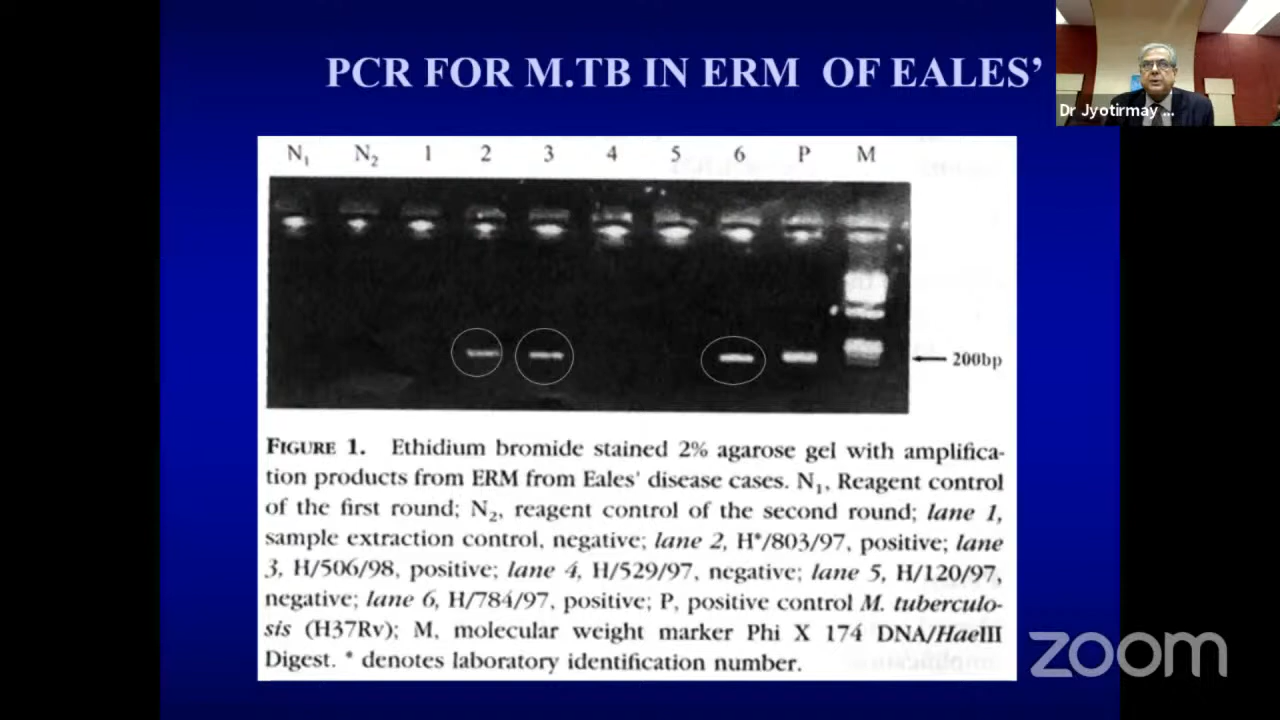 PCR FOR M.TB IN ERM OF EALES’
Dr Jyotirmay ...
N1 N2 1 2 3 4 5 6 P M
200bp
FIGURE 1. Ethidium bromide stained 2% agarose gel with amplifica-
tion products from ERM from Eales' disease cases. N1, Reagent control
of the first round; N2, reagent control of the second round; lane 1,
sample extraction control, negative; lane 2, H*/803/97, positive; lane
3, H/506/98, positive; lane 4, H/529/97, negative; lane 5, H/120/97,
negative; lane 6, H/784/97, positive; P, positive control M. tuberculo-
sis (H37Rv); M, molecular weight marker Phi X 174 DNA/HaeIII
Digest. * denotes laboratory identification number.
zoom